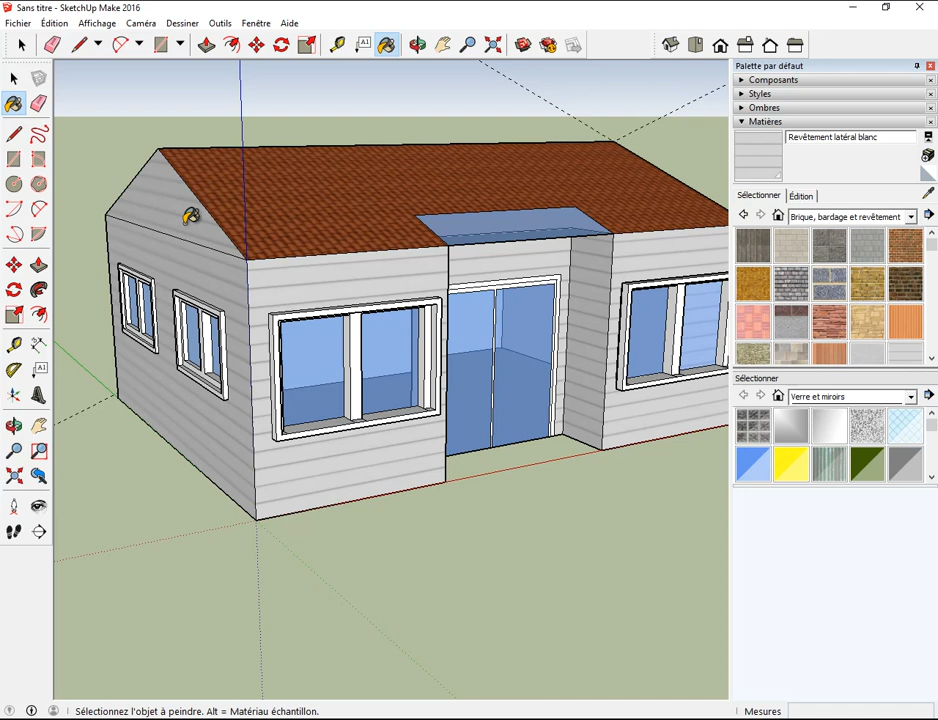 Sans titre - SketchUp Make 2016
Fichier Édition Affichage Caméra Dessiner Outils Fenêtre Aide
A1
Palette par défaut
Composants
Styles
Ombres
Matières
Revêtement latéral blanc
Sélectionner Édition
Brique, bardage et revêtement
Sélectionner
Verre et miroirs
A1
Sélectionnez l'objet à peindre. Alt = Matériau échantillon.
Mesures